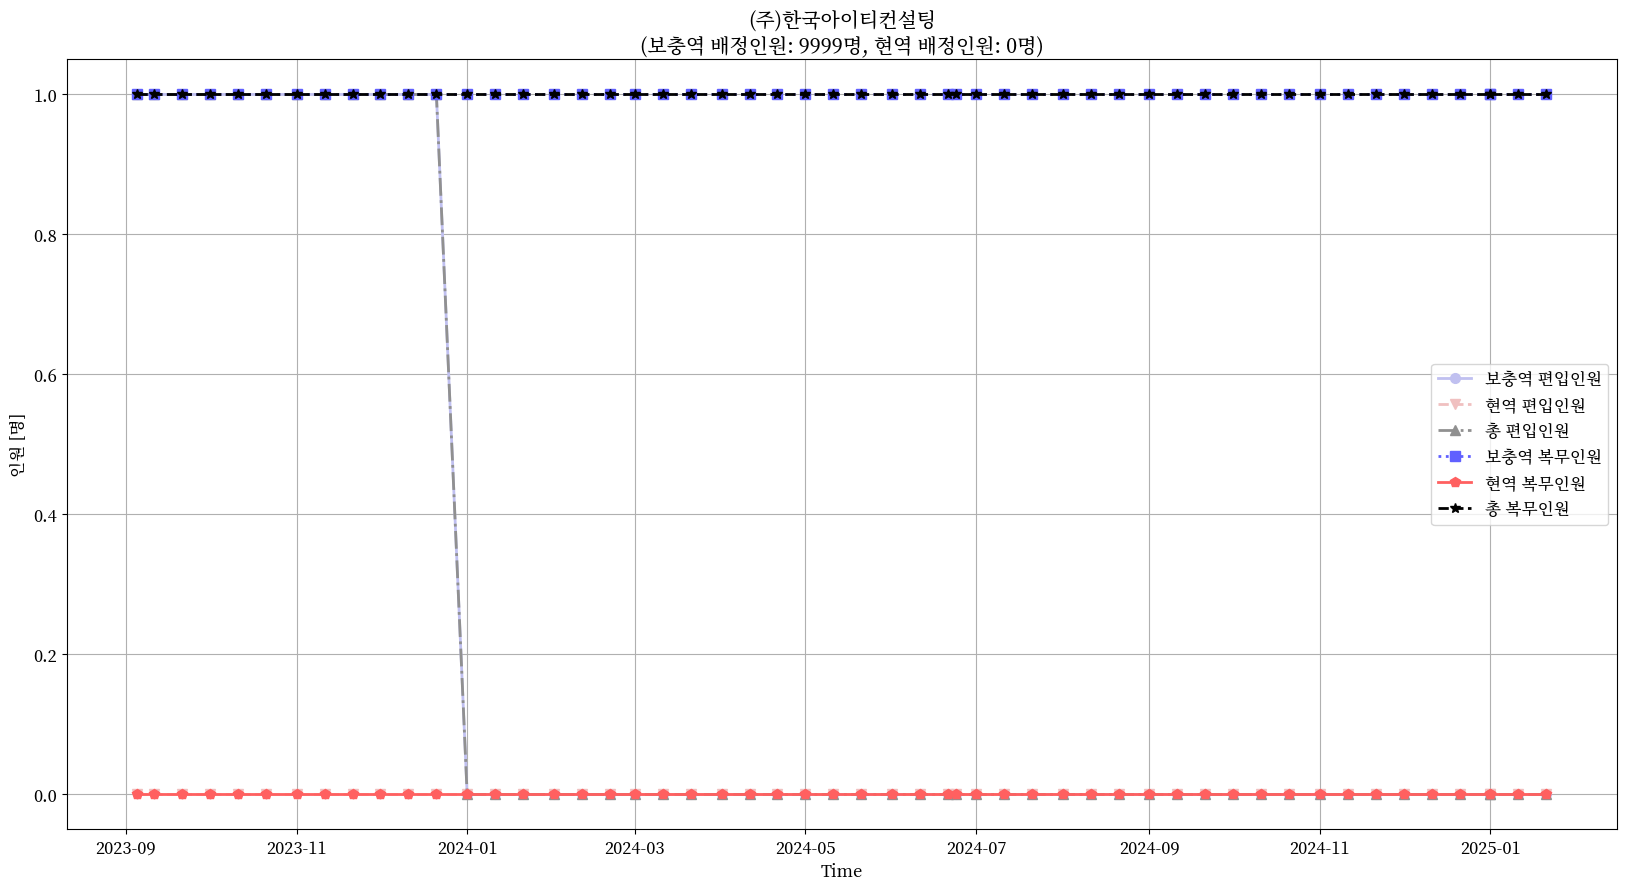 (주)한국아이티컨설팅
(보충역 배정인원: 9999명, 현역 배정인원: 0명)
1.0
0.8
0.6
0.4
0.2
0.0
인원 [명]
보충역 편입인원
현역 편입인원
총 편입인원
보충역 복무인원
현역 복무인원
총 복무인원
2023-09
2023-11
2024-01
2024-03
2024-05
2024-07
2024-09
2024-11
2025-01
Time